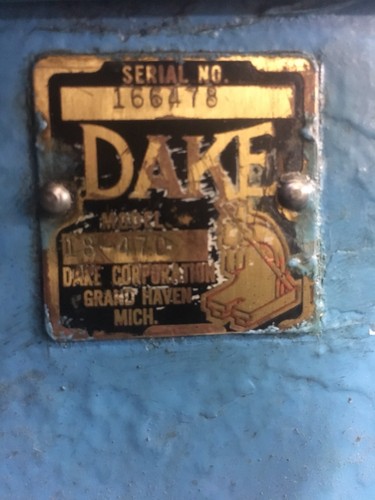 SERIAL NO.
166478
DAKE
MODEL
DAKE CORPORATION
GRAND HAVEN
MICH.